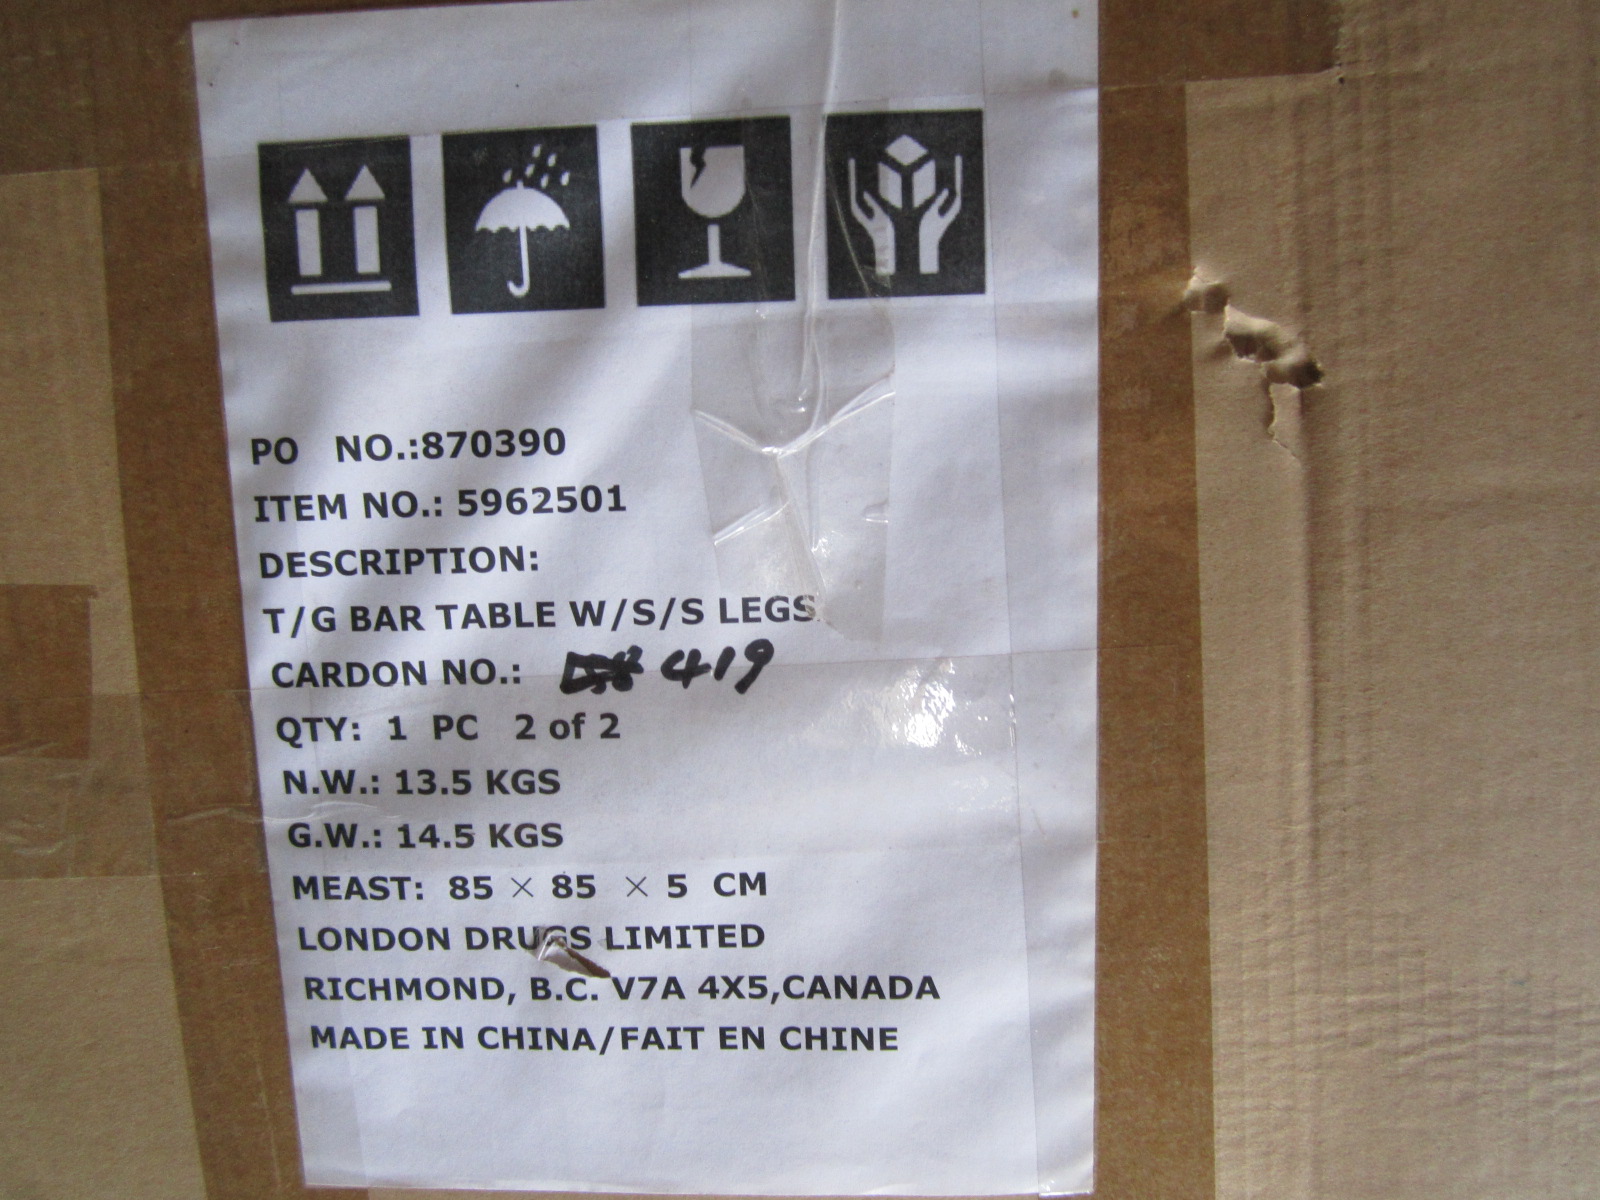 PO NO.:870390
ITEM NO.: 5962501
DESCRIPTION:
T/G BAR TABLE W/S/S LEGS
CARDON NO.: 419
QTY: 1 PC 2 of 2
N.W.: 13.5 KGS
G.W.: 14.5 KGS
MEAST: 85 × 85 × 5 CM
LONDON DRUGS LIMITED
RICHMOND, B.C. V7A 4X5,CANADA
MADE IN CHINA/FAIT EN CHINE